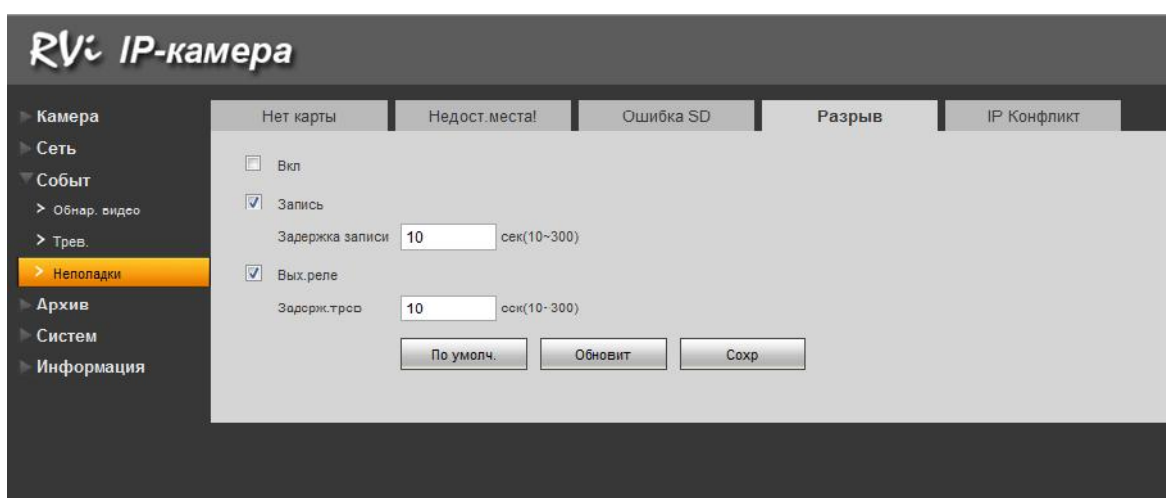 RVi IP-камера
Камера
Сеть
Событ
Обнар. видео
Трев.
Неполадки
Архив
Систем
Информация
Нет карты
Недост.места!
Ошибка SD
Разрыв
IP Конфликт
Вкл
Запись
Задержка записи 10 сек(10~300)
Вых.реле
Задерж.трев 10 сек(10~300)
По умолч.
Обновит
Сохр